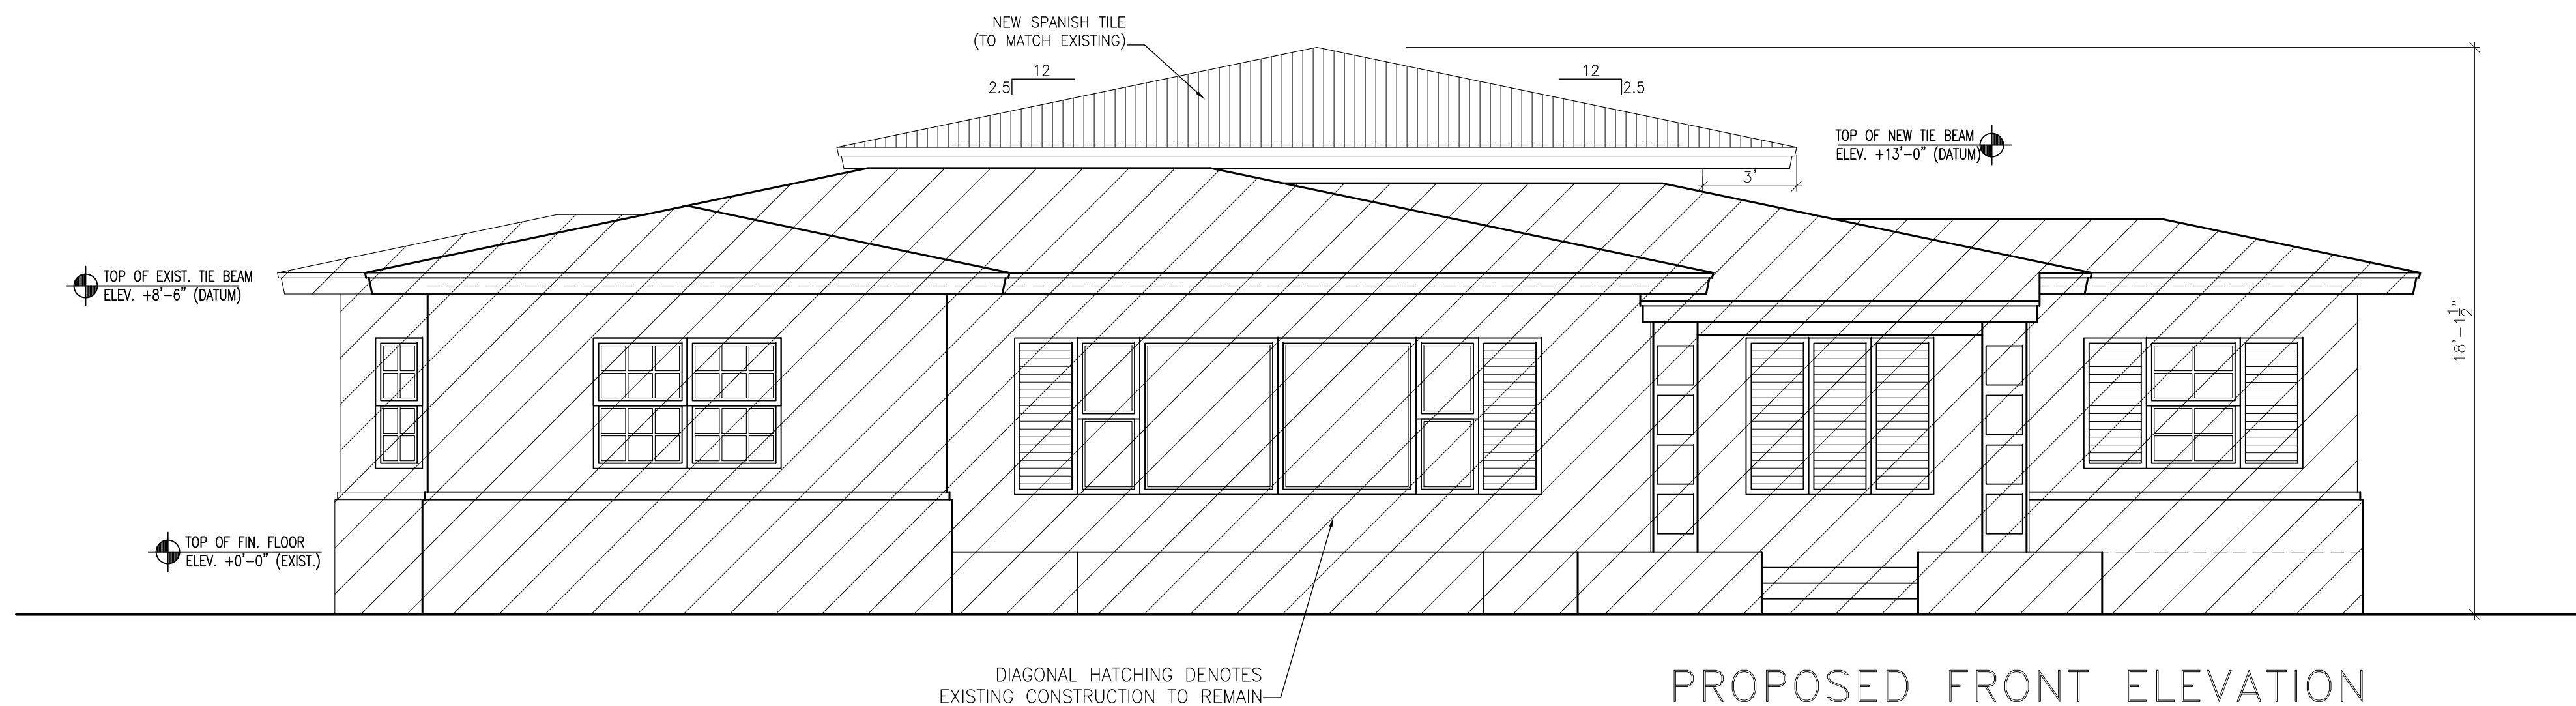 NEW SPANISH TILE
(TO MATCH EXISTING)
12
2.5
12
2.5
TOP OF NEW TIE BEAM
ELEV. +13'-0" (DATUM)
3'
TOP OF EXIST. TIE BEAM
ELEV. +8'-6" (DATUM)
18'-1 1/2"
TOP OF FIN. FLOOR
ELEV. +0'-0" (EXIST.)
DIAGONAL HATCHING DENOTES
EXISTING CONSTRUCTION TO REMAIN
PROPOSED FRONT ELEVATION